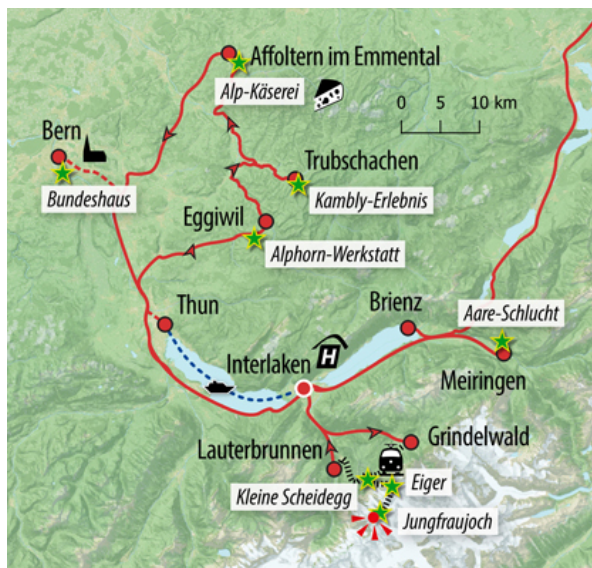 Affoltern im Emmental
Alp-Käserei
0 5 10 km
Bern
Bundeshaus
Trubschachen
Kambly-Erlebnis
Eggiwil
Alphorn-Werkstatt
Thun
Brienz
Aare-Schlucht
Interlaken
H
Meiringen
Lauterbrunnen
Grindelwald
Kleine Scheidegg
Eiger
Jungfraujoch